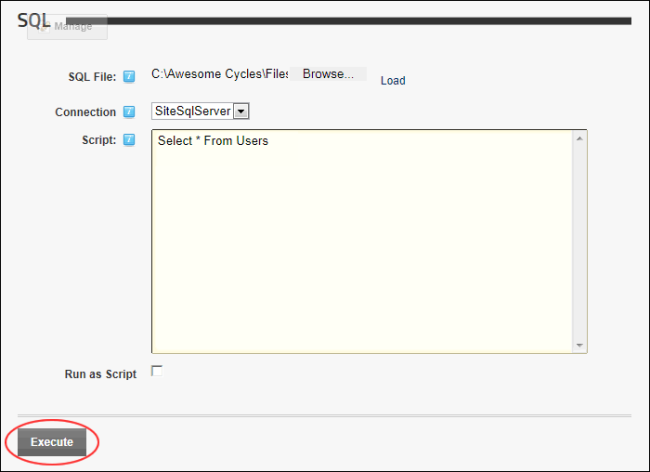 SQL
Manage
SQL File: C:\Awesome Cycles\Files Browse... Load
Connection SiteSqlServer
Script: Select * From Users
Run as Script
Execute